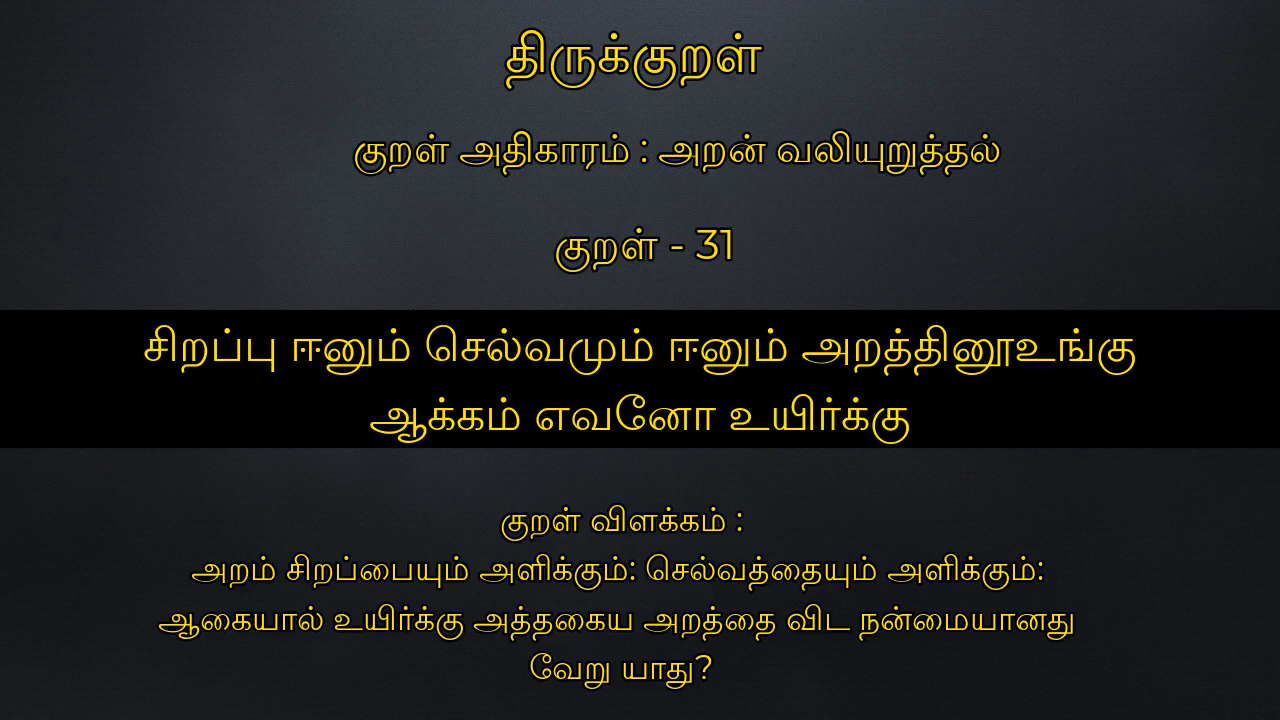 திருக்குறள்
குறள் அதிகாரம் : அறன் வலியுறுத்தல்
குறள் - 31
சிறப்பு ஈனும் செல்வமும் ஈனும் அறத்தினூஉங்கு
ஆக்கம் எவனோ உயிர்க்கு
குறள் விளக்கம் :
அறம் சிறப்பையும் அளிக்கும்: செல்வத்தையும் அளிக்கும்:
ஆகையால் உயிர்க்கு அத்தகைய அறத்தை விட நன்மையானது
வேறு யாது?